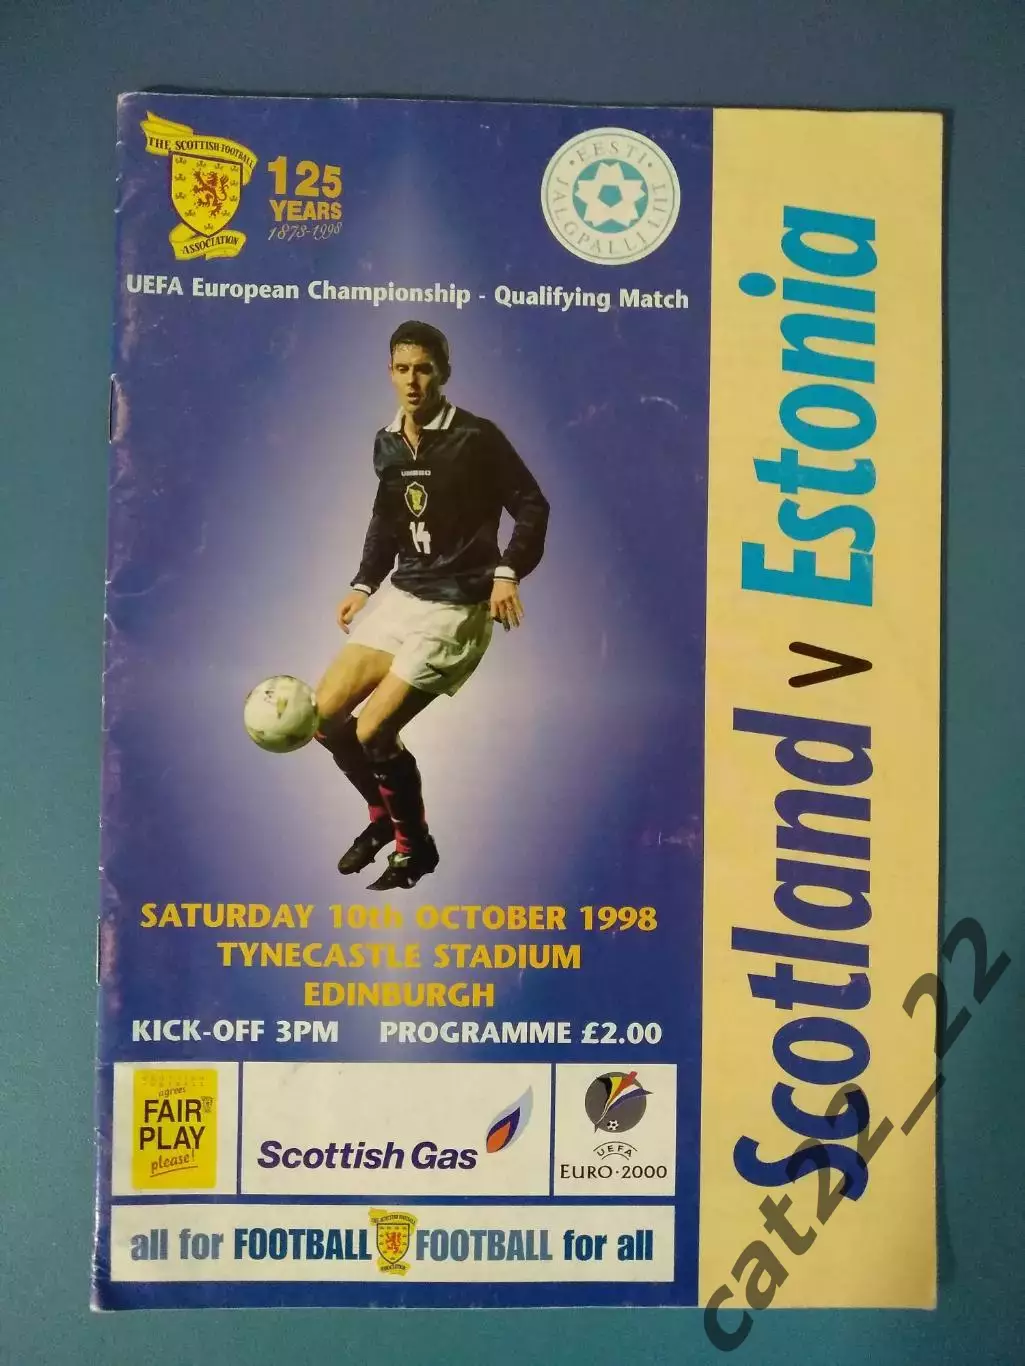 THE SCOTTISH FOOTBALL
ASSOCIATION
125
YEARS
1873-1998
EESTI
JALGPALLI LIIT
UEFA European Championship - Qualifying Match
UMBRO
14
SATURDAY 10th OCTOBER 1998
TYNECASTLE STADIUM
EDINBURGH
KICK-OFF 3PM PROGRAMME £2.00
agrees
FAIR
PLAY
please!
Scottish Gas
UEFA
EURO·2000
all for FOOTBALL FOOTBALL for all
Scotland v Estonia
cat22_22